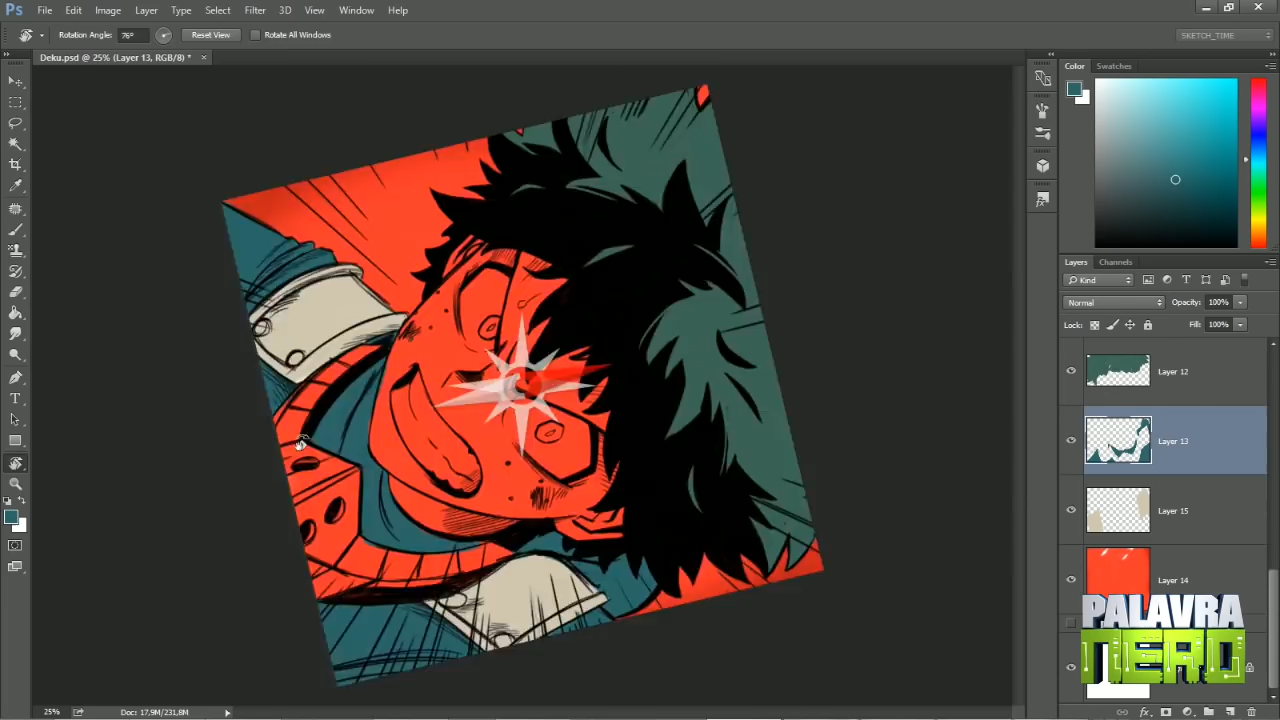 Ps File Edit Image Layer Type Select Filter 3D View Window Help
Rotation Angle: 76° Reset View Rotate All Windows SKETCH_TIME
Deku.psd @ 25% (Layer 13, RGB/8) * ×
Color Swatches
Layers Channels
Kind
Normal Opacity: 100%
Lock: Fill: 100%
Layer 12
Layer 13
Layer 15
Layer 14
PALAVRA
NERD
25% Doc: 17,9M/231,8M